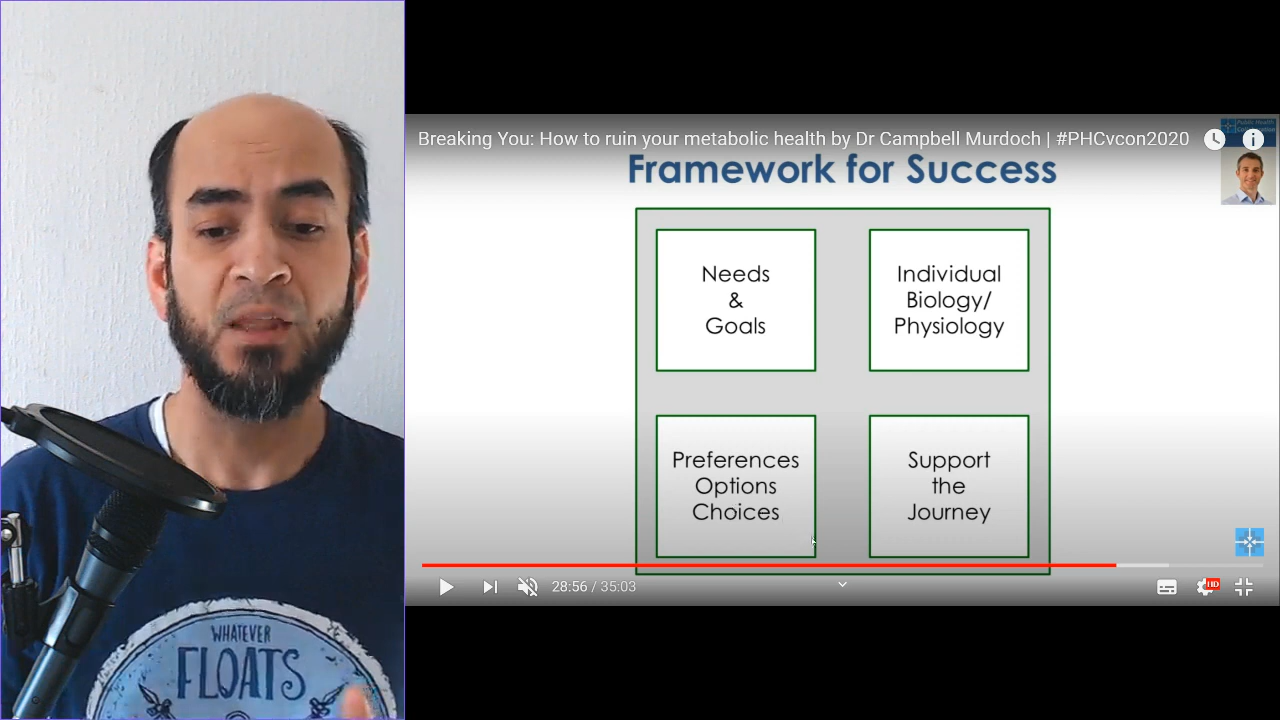 Breaking You: How to ruin your metabolic health by Dr Campbell Murdoch | #PHCvcon2020
Framework for Success
Needs
&
Goals
Individual
Biology/
Physiology
Preferences
Options
Choices
Support
the
Journey
28:56 / 35:03
HD
WHATEVER
FLOATS